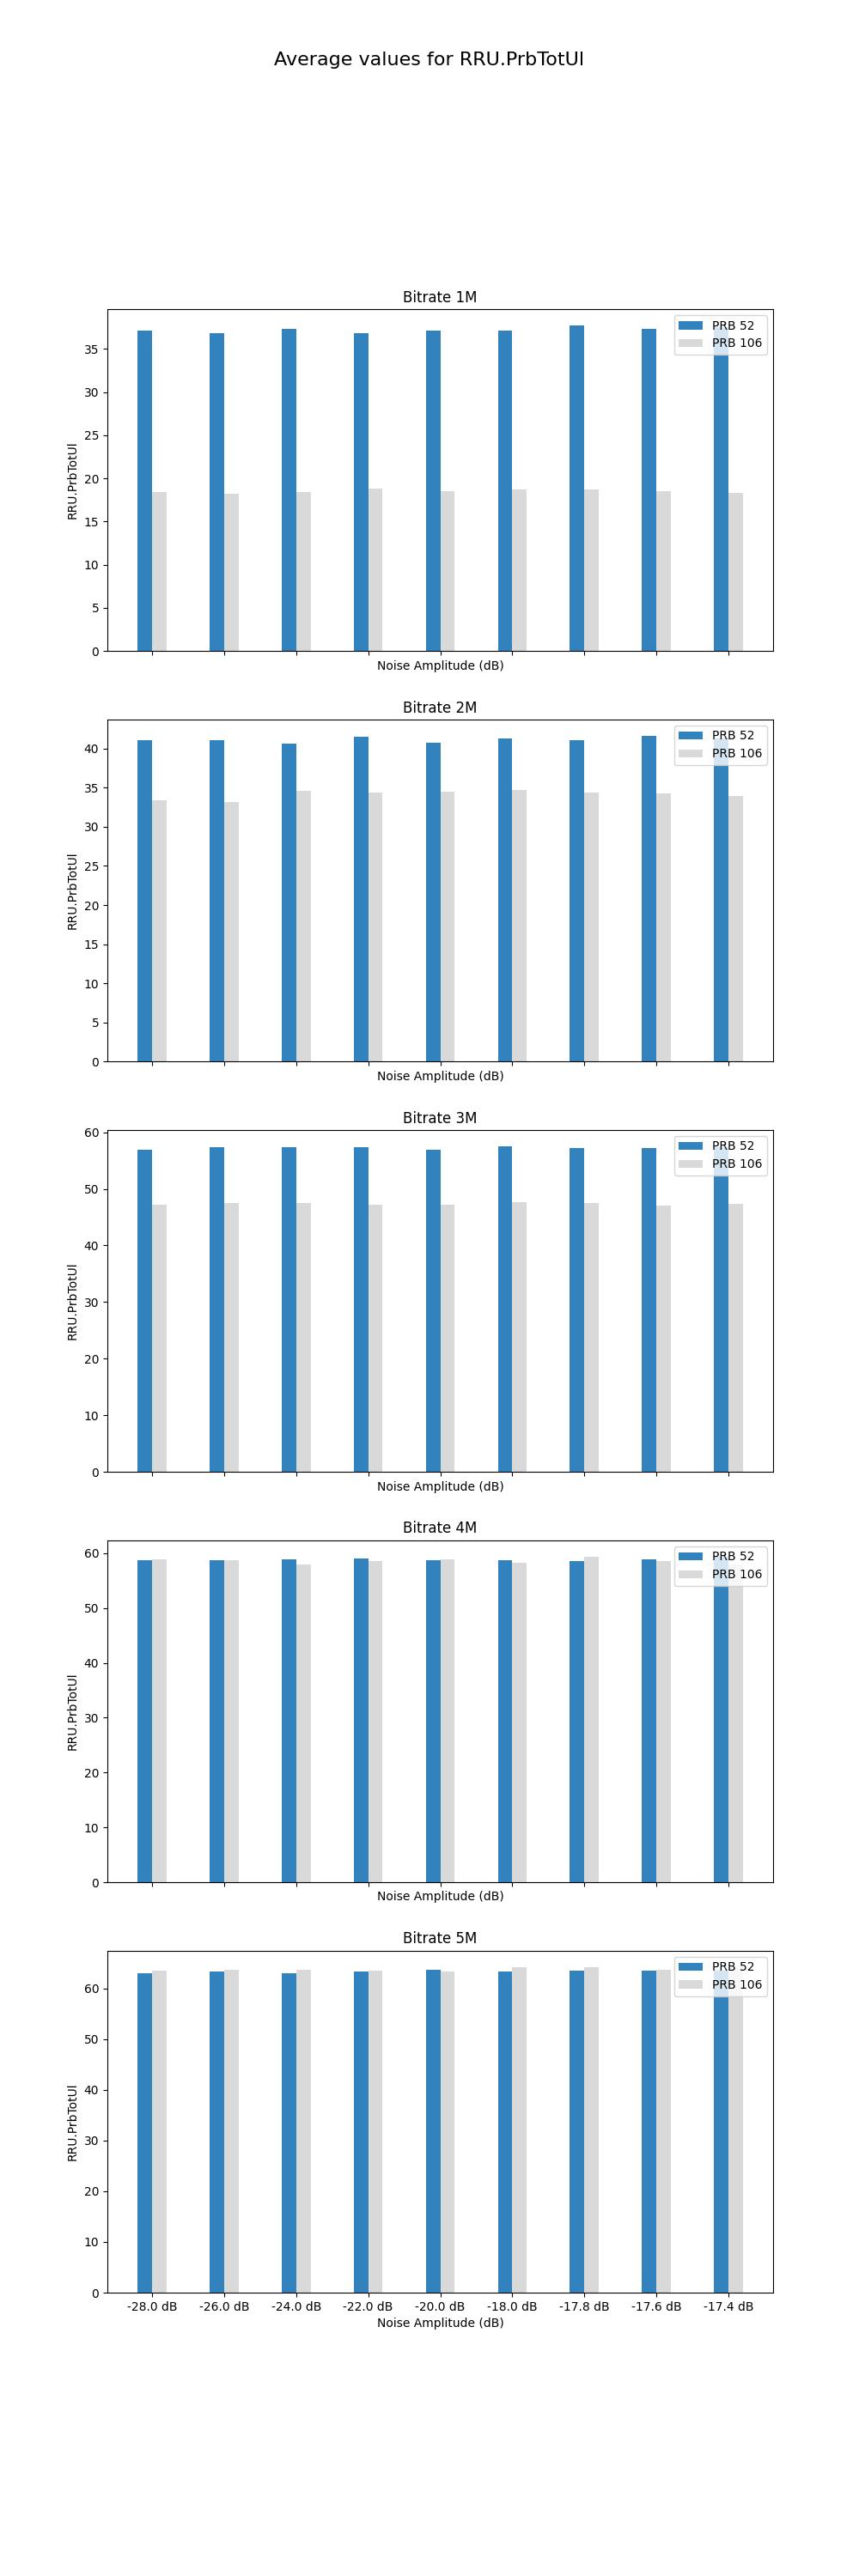 Average values for RRU.PrbTotUl
Bitrate 1M
PRB 52
PRB 106
35
30
25
20
15
10
5
0
RRU.PrbTotUl
Noise Amplitude (dB)
Bitrate 2M
PRB 52
PRB 106
40
35
30
25
20
15
10
5
0
RRU.PrbTotUl
Noise Amplitude (dB)
Bitrate 3M
PRB 52
PRB 106
60
50
40
30
20
10
0
RRU.PrbTotUl
Noise Amplitude (dB)
Bitrate 4M
PRB 52
PRB 106
60
50
40
30
20
10
0
RRU.PrbTotUl
Noise Amplitude (dB)
Bitrate 5M
PRB 52
PRB 106
60
50
40
30
20
10
0
RRU.PrbTotUl
-28.0 dB -26.0 dB -24.0 dB -22.0 dB -20.0 dB -18.0 dB -17.8 dB -17.6 dB -17.4 dB
Noise Amplitude (dB)